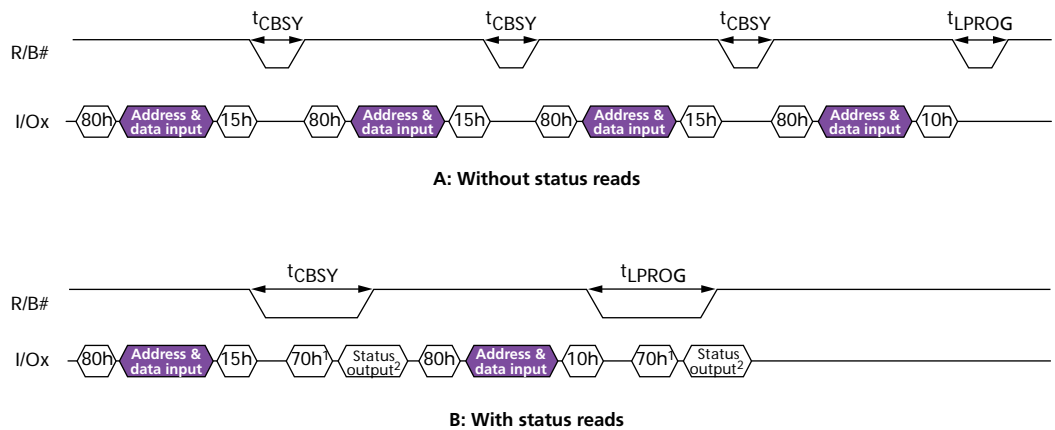 tCBSY tCBSY tCBSY tLPROG
R/B#
I/Ox 80h Address & data input 15h 80h Address & data input 15h 80h Address & data input 15h 80h Address & data input 10h
A: Without status reads
tCBSY tLPROG
R/B#
I/Ox 80h Address & data input 15h 70h1 Status output2 80h Address & data input 10h 70h1 Status output2
B: With status reads